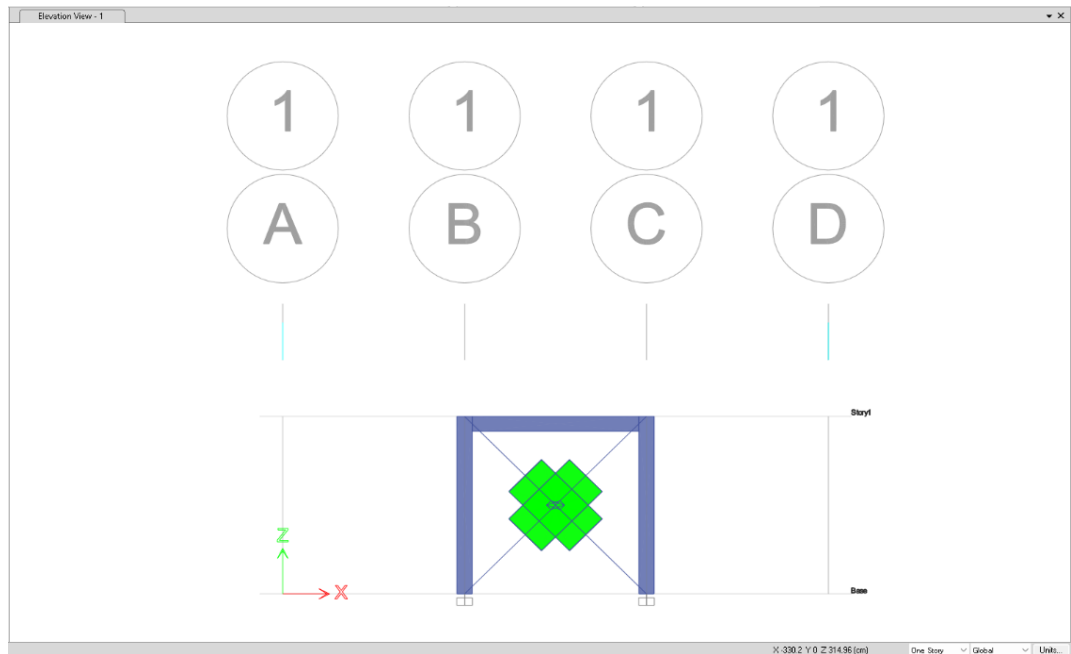 Elevation View - 1
1 1 1 1
A B C D
Story1
Z
X
Base
X -330.2 Y 0 Z 314.96 (cm)
One Story
Global
Units...